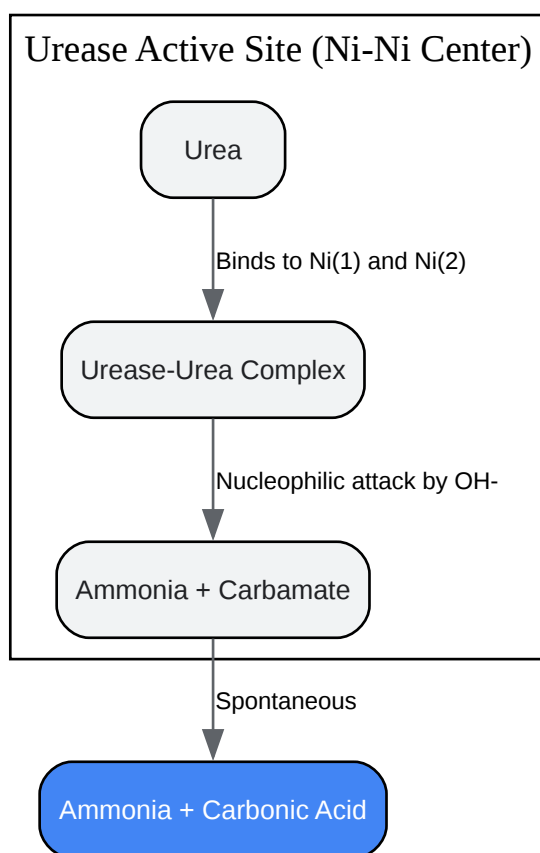 Urease Active Site (Ni-Ni Center)
Urea
Binds to Ni(1) and Ni(2)
Urease-Urea Complex
Nucleophilic attack by OH-
Ammonia + Carbamate
Spontaneous
Ammonia + Carbonic Acid